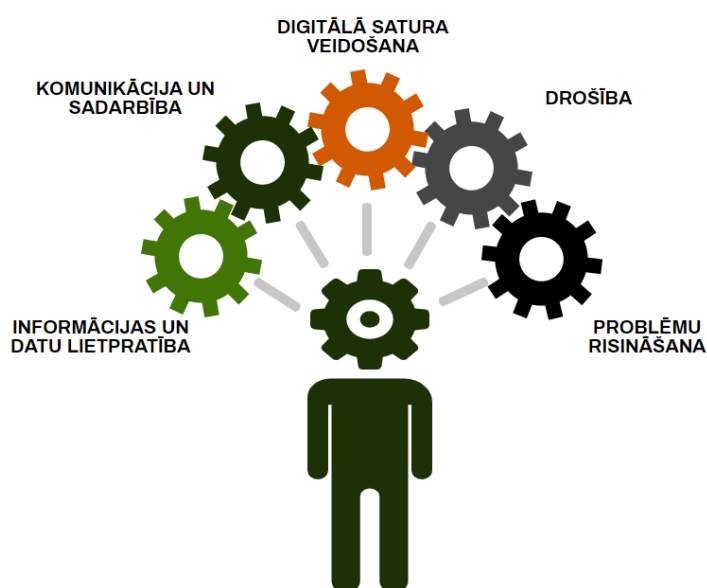 DIGITĀLĀ SATURA
VEIDOŠANA
KOMUNIKĀCIJA UN
SADARBĪBA
DROŠĪBA
INFORMĀCIJAS UN
DATU LIETPRATĪBA
PROBLĒMU
RISINĀŠANA